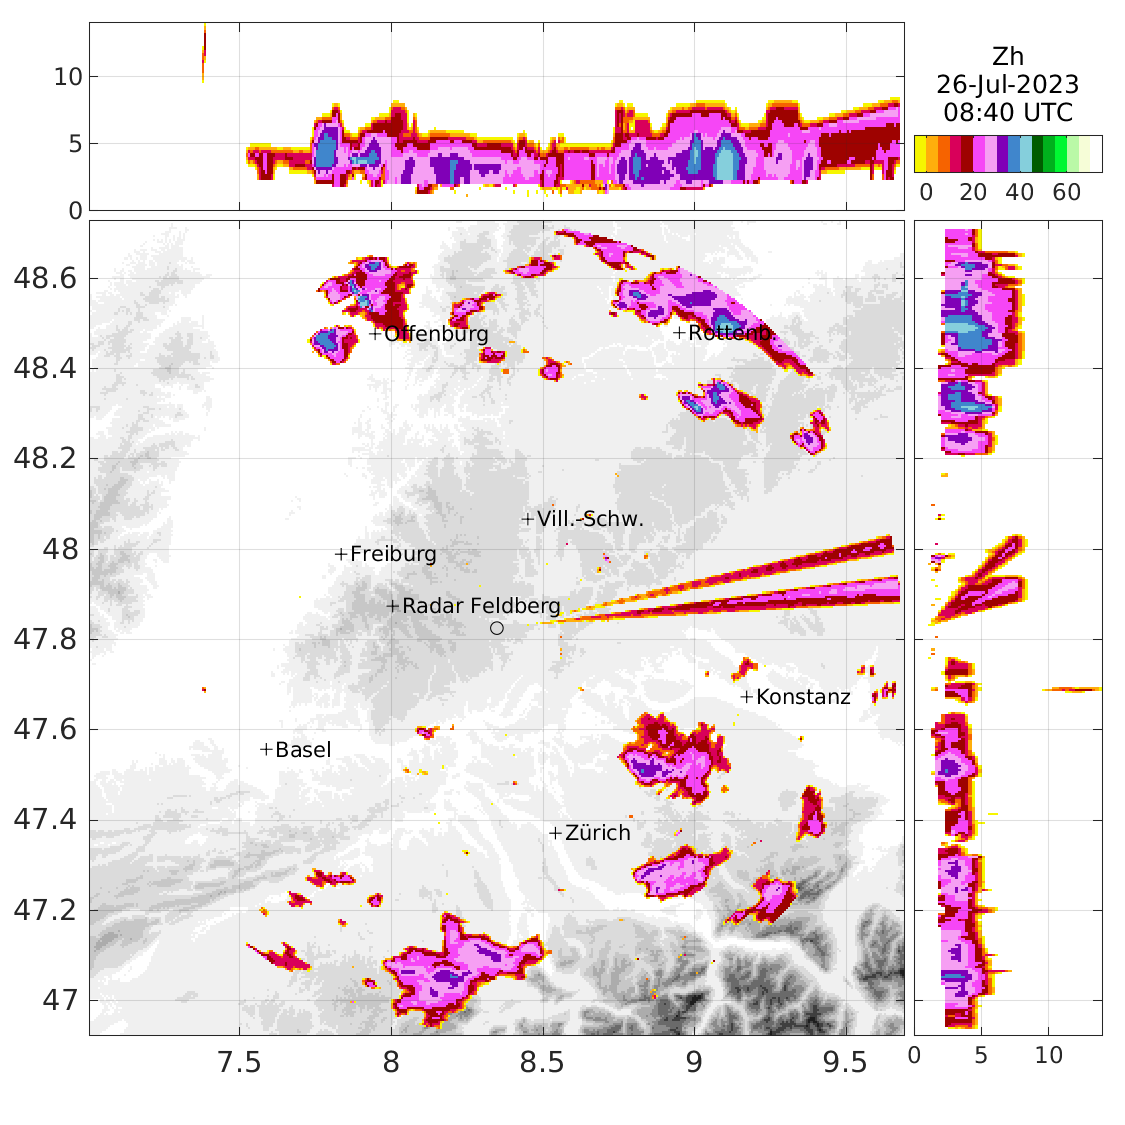 10
5
0
Zh
26-Jul-2023
08:40 UTC
0 20 40 60
48.6
48.4
48.2
48
47.8
47.6
47.4
47.2
47
Offenburg
Rottenb.
Vill.-Schw.
Freiburg
Radar Feldberg
Konstanz
Basel
Zürich
7.5 8 8.5 9 9.5
0 5 10